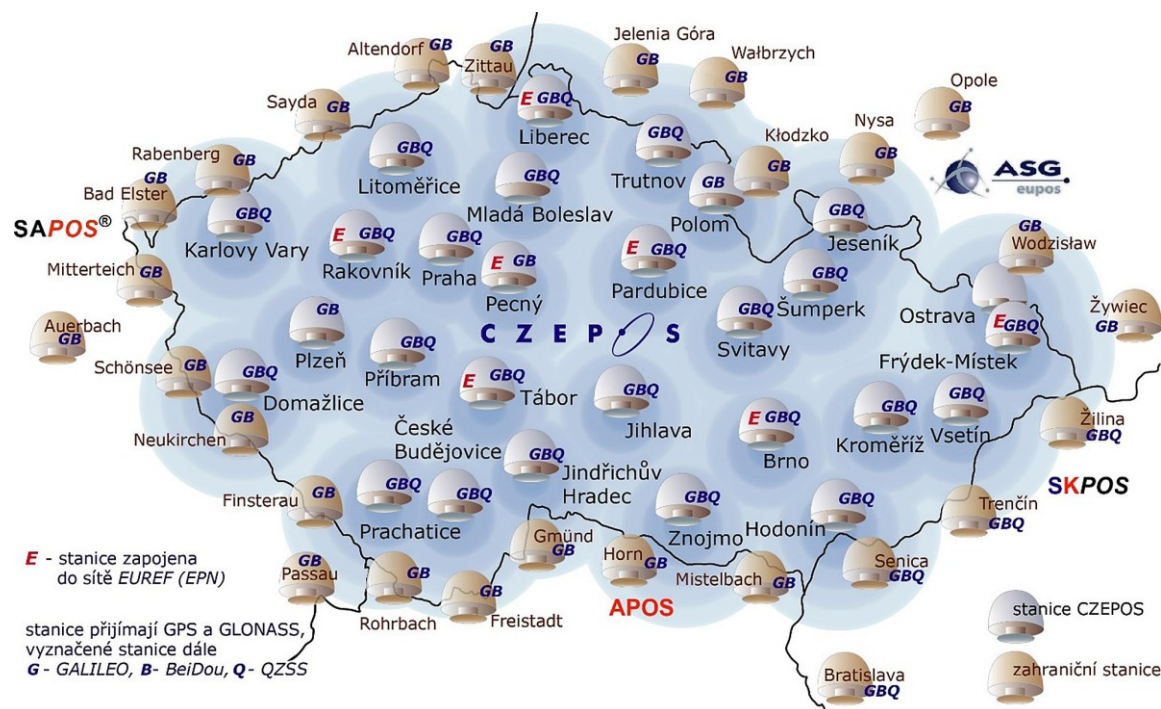 Altendorf GB
GB
Zittau
Jelenia Góra
GB
Wałbrzych
GB
Opole
GB
Sayda
GB
E GBQ
Liberec
Nysa
GB
Kłodzko
GB
Rabenberg
GB
GBQ
Litoměřice
GBQ
Trutnov
GBQ
Mladá Boleslav
GB
Polom
ASG
eupos
GB
Bad Elster
SAPOS®
GBQ
Karlovy Vary
E GBQ
Rakovník
GBQ
Praha
E GB
Pecný
E GBQ
Pardubice
GBQ
Jeseník
GB
Wodzisław
Mitterteich
GB
GBQ
Šumperk
Ostrava
E GBQ
Frýdek-Místek
Żywiec
GB
Auerbach
GB
GB
Plzeň
CZEPOS
GBQ
Svitavy
Schönsee
GB
GBQ
Domažlice
GBQ
Příbram
E GBQ
Tábor
GBQ
Jihlava
E GBQ
Brno
GBQ
Kroměříž
GBQ
Vsetín
Žilina
GBQ
Neukirchen
GB
České
Budějovice
GBQ
Jindřichův
Hradec
Finsterau
GB
GBQ
Prachatice
GBQ
GBQ
Znojmo
Hodonín
GBQ
SKPOS
Trenčín
GBQ
Gmünd
GB
Horn
GB
Mistelbach
GB
Senica
GBQ
E - stanice zapojena
do sítě EUREF (EPN)
GB
Passau
GB
Rohrbach
GB
Freistadt
APOS
stanice CZEPOS
stanice přijímají GPS a GLONASS,
vyznačené stanice dále
G - GALILEO, B- BeiDou, Q- QZSS
Bratislava
GBQ
zahraniční stanice